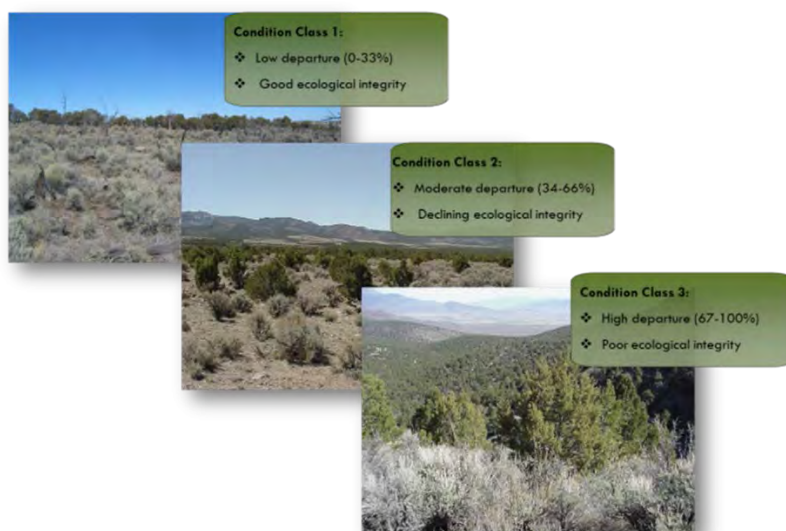 Condition Class 1:
❖ Low departure (0-33%)
❖ Good ecological integrity
Condition Class 2:
❖ Moderate departure (34-66%)
❖ Declining ecological integrity
Condition Class 3:
❖ High departure (67-100%)
❖ Poor ecological integrity